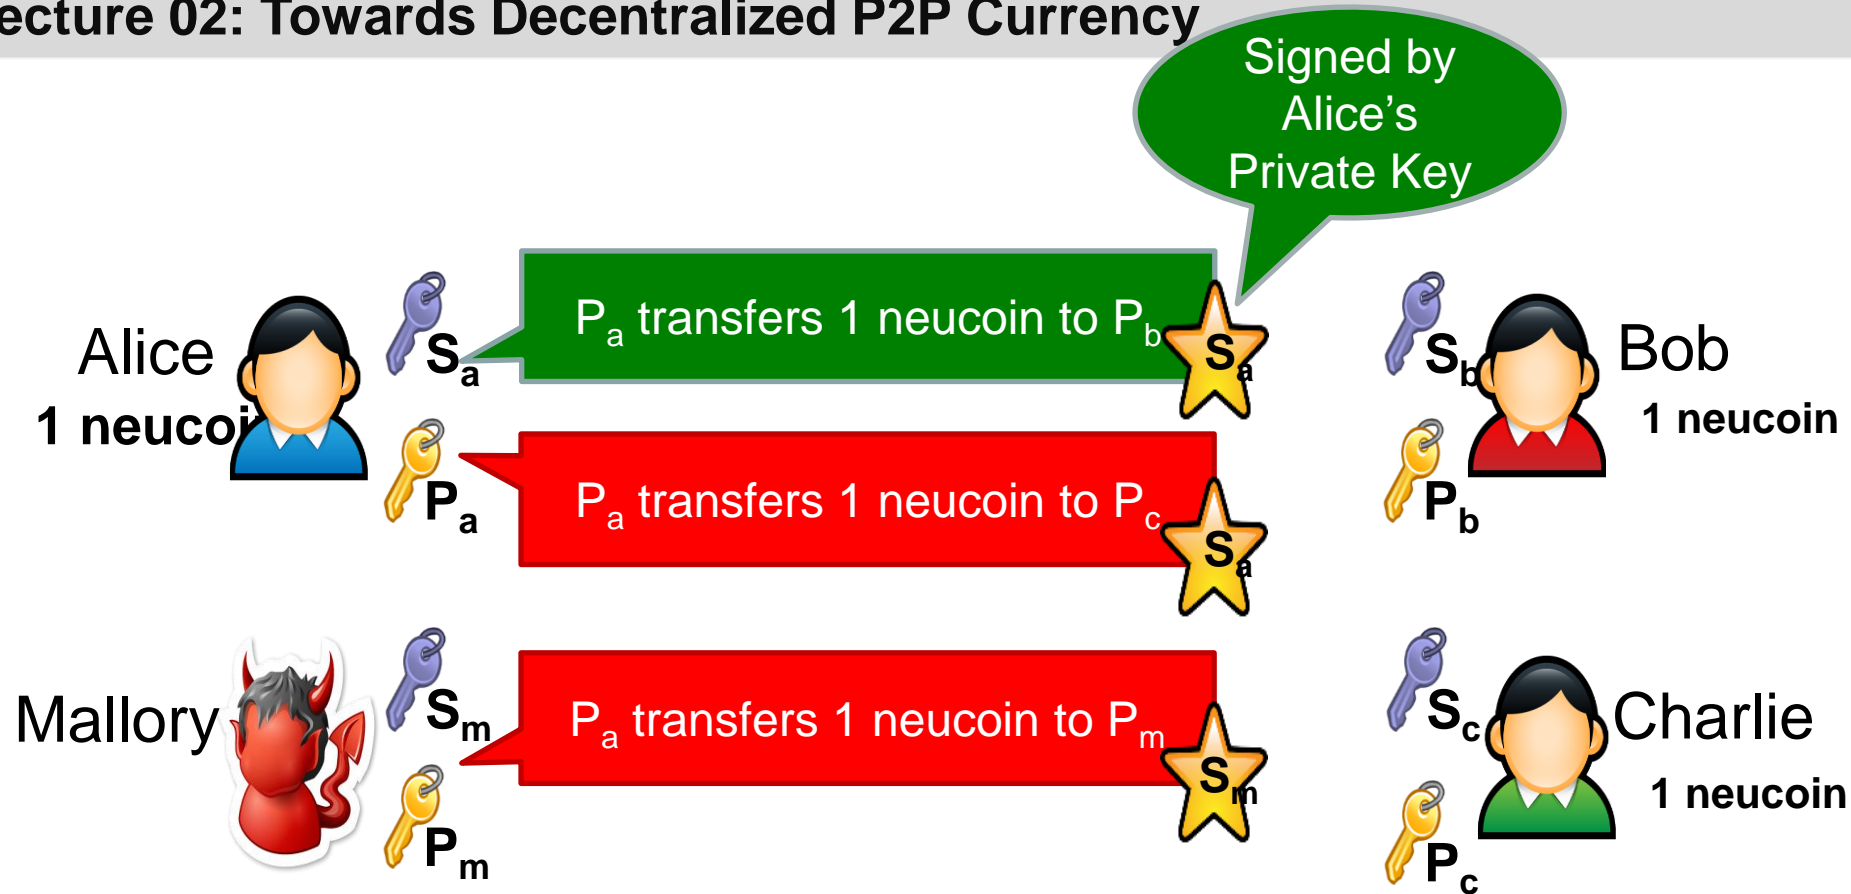 ecture 02: Towards Decentralized P2P Currency
Signed by
Alice's
Private Key
Pa transfers 1 neucoin to Pb
Sa
Alice
1 neucoi
Sa
Sb
Bob
1 neucoin
Pa transfers 1 neucoin to Pc
Sa
Pa
Pb
Mallory
Sm
Pa transfers 1 neucoin to Pm
Sm
Sc
Charlie
1 neucoin
Pm
Pc